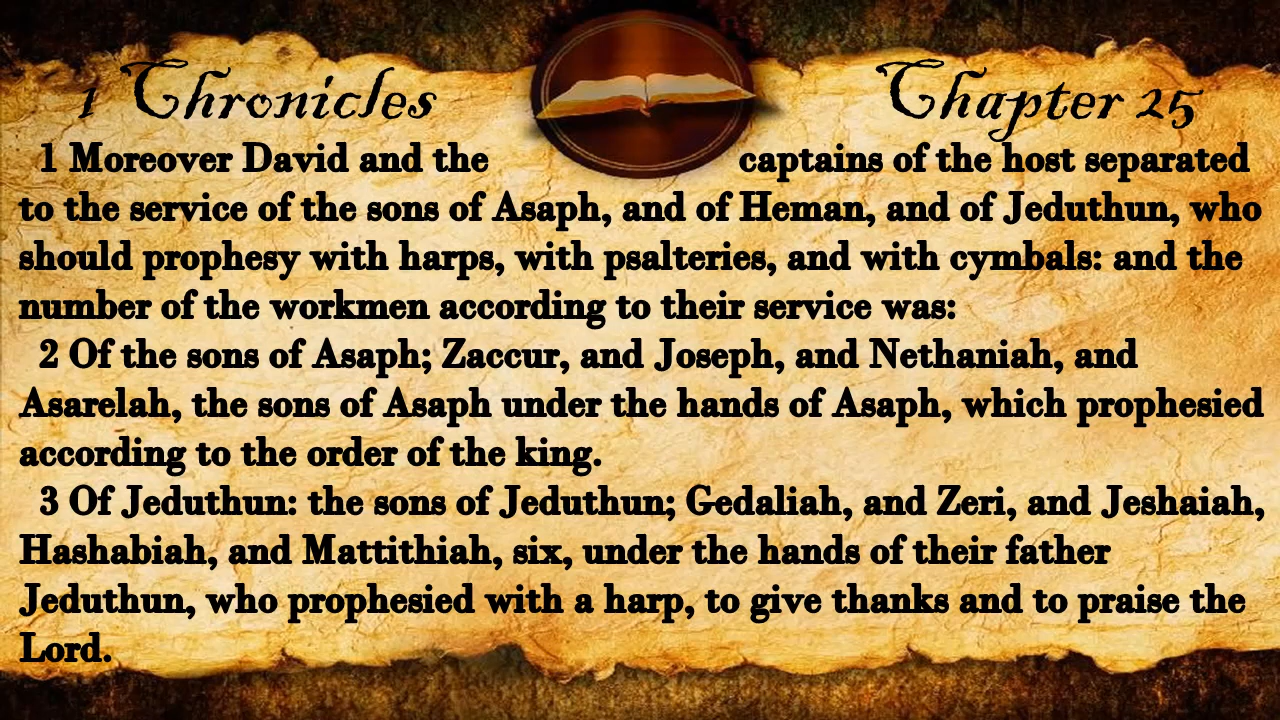 1 Chronicles Chapter 25
1 Moreover David and the captains of the host separated
to the service of the sons of Asaph, and of Heman, and of Jeduthun, who
should prophesy with harps, with psalteries, and with cymbals: and the
number of the workmen according to their service was:
2 Of the sons of Asaph; Zaccur, and Joseph, and Nethaniah, and
Asarelah, the sons of Asaph under the hands of Asaph, which prophesied
according to the order of the king.
3 Of Jeduthun: the sons of Jeduthun; Gedaliah, and Zeri, and Jeshaiah,
Hashabiah, and Mattithiah, six, under the hands of their father
Jeduthun, who prophesied with a harp, to give thanks and to praise the
Lord.